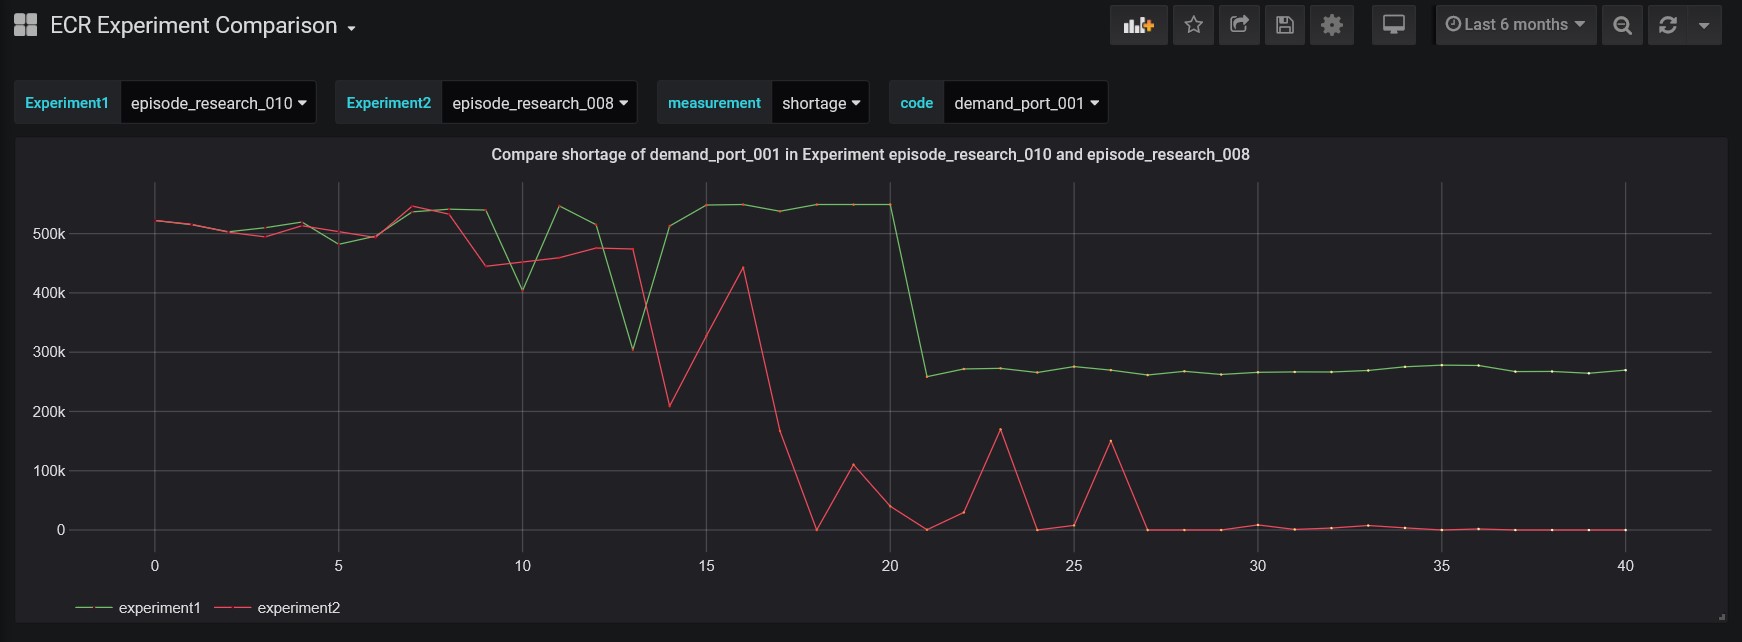 ECR Experiment Comparison
Last 6 months
Experiment1 episode_research_010 Experiment2 episode_research_008 measurement shortage code demand_port_001
Compare shortage of demand_port_001 in Experiment episode_research_010 and episode_research_008
500k
400k
300k
200k
100k
0
0 5 10 15 20 25 30 35 40
experiment1 experiment2